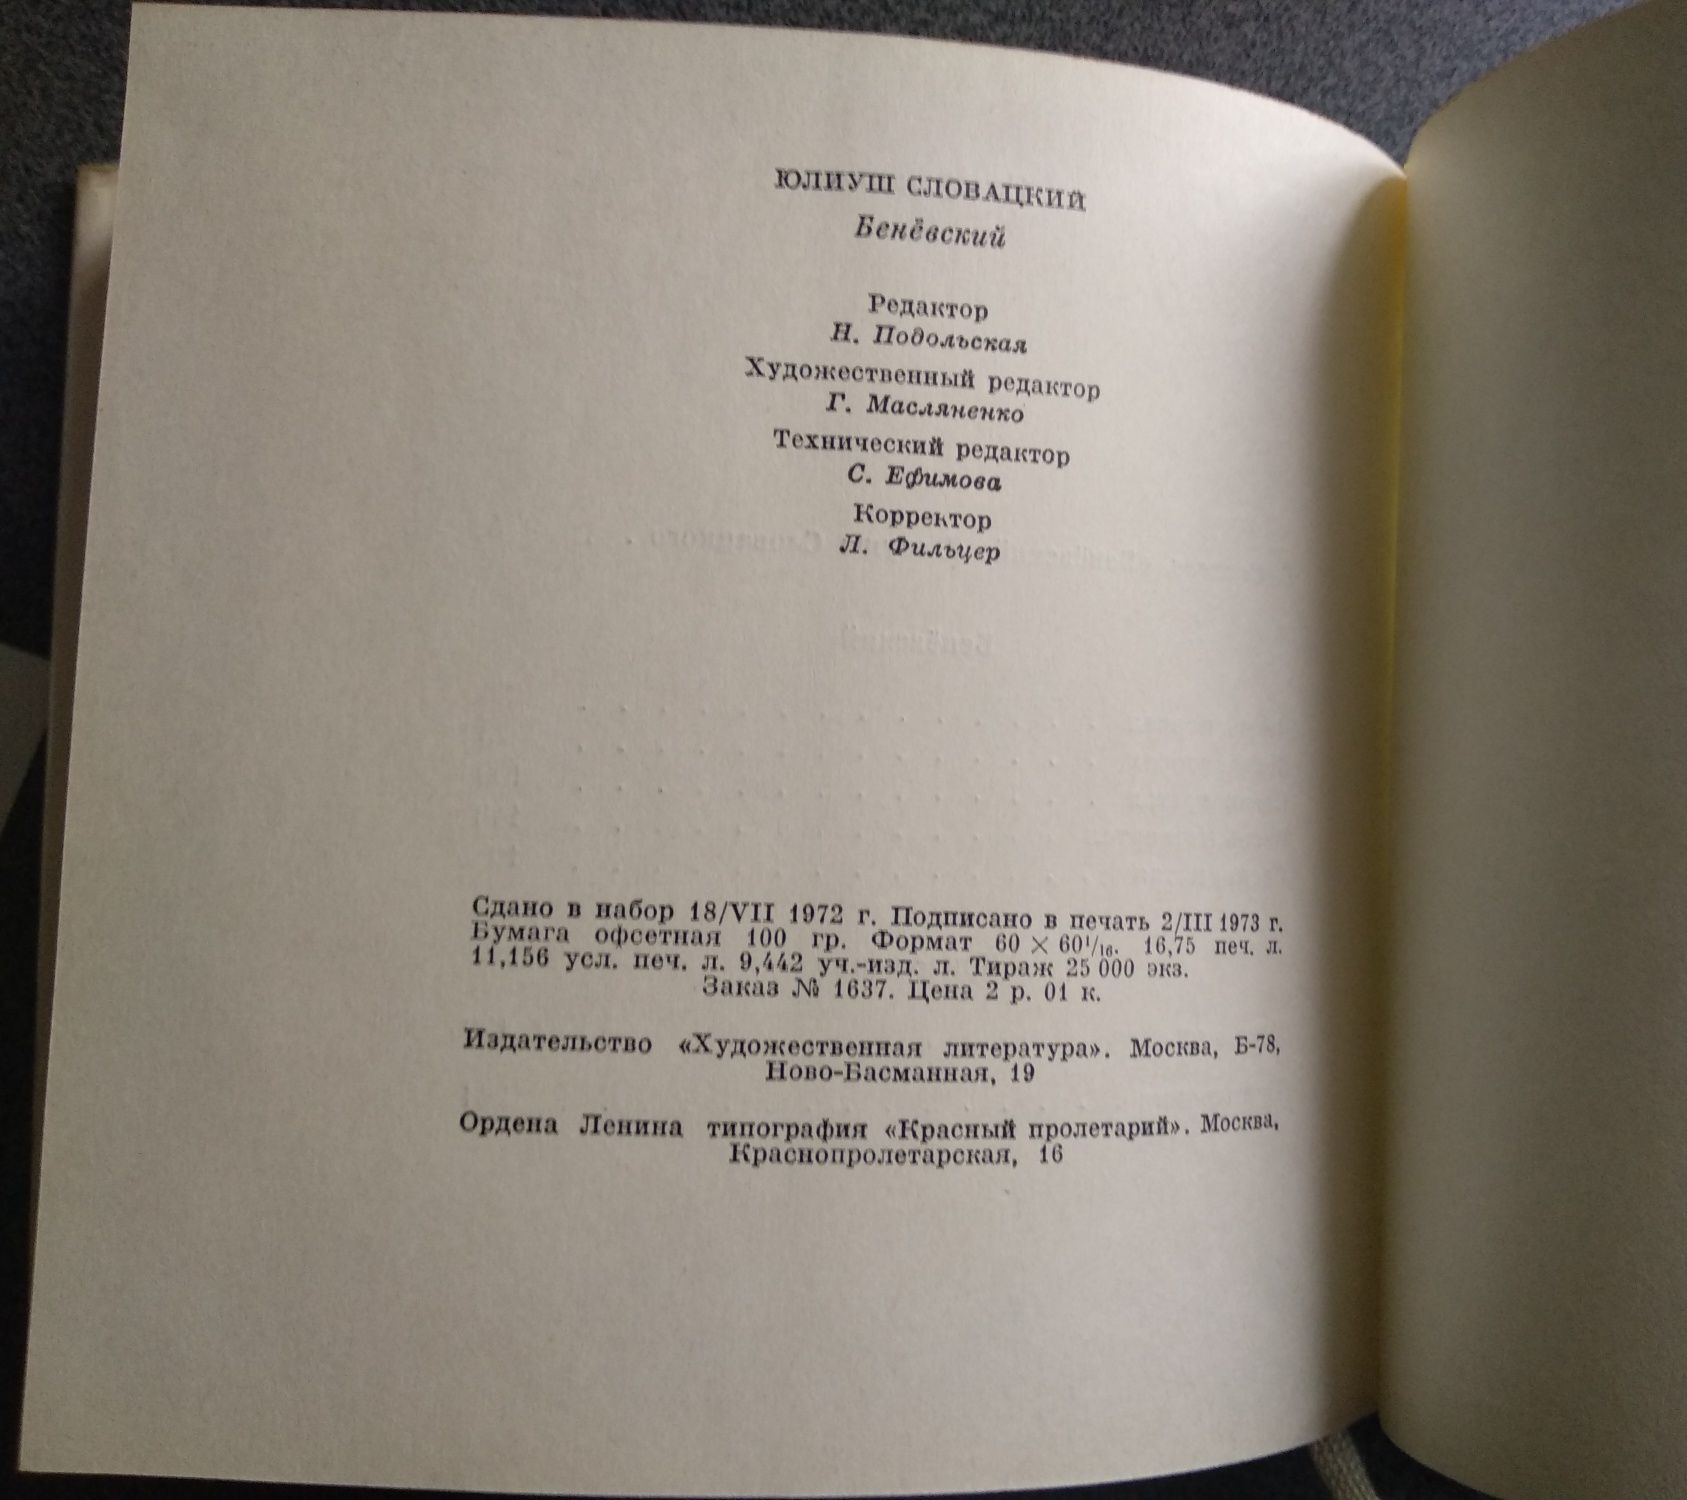 ЮЛИУШ СЛОВАЦКИЙ
Бенёвский
Редактор
Н. Подольская
Художественный редактор
Г. Масляненко
Технический редактор
С. Ефимова
Корректор
Л. Фильцер
Сдано в набор 18/VII 1972 г. Подписано в печать 2/III 1973 г.
Бумага офсетная 100 гр. Формат 60 × 60¹/₁₆. 16,75 печ. л.
11,156 усл. печ. л. 9,442 уч.-изд. л. Тираж 25 000 экз.
Заказ № 1637. Цена 2 р. 01 к.
Издательство «Художественная литература». Москва, Б-78,
Ново-Басманная, 19
Ордена Ленина типография «Красный пролетарий». Москва,
Краснопролетарская, 16